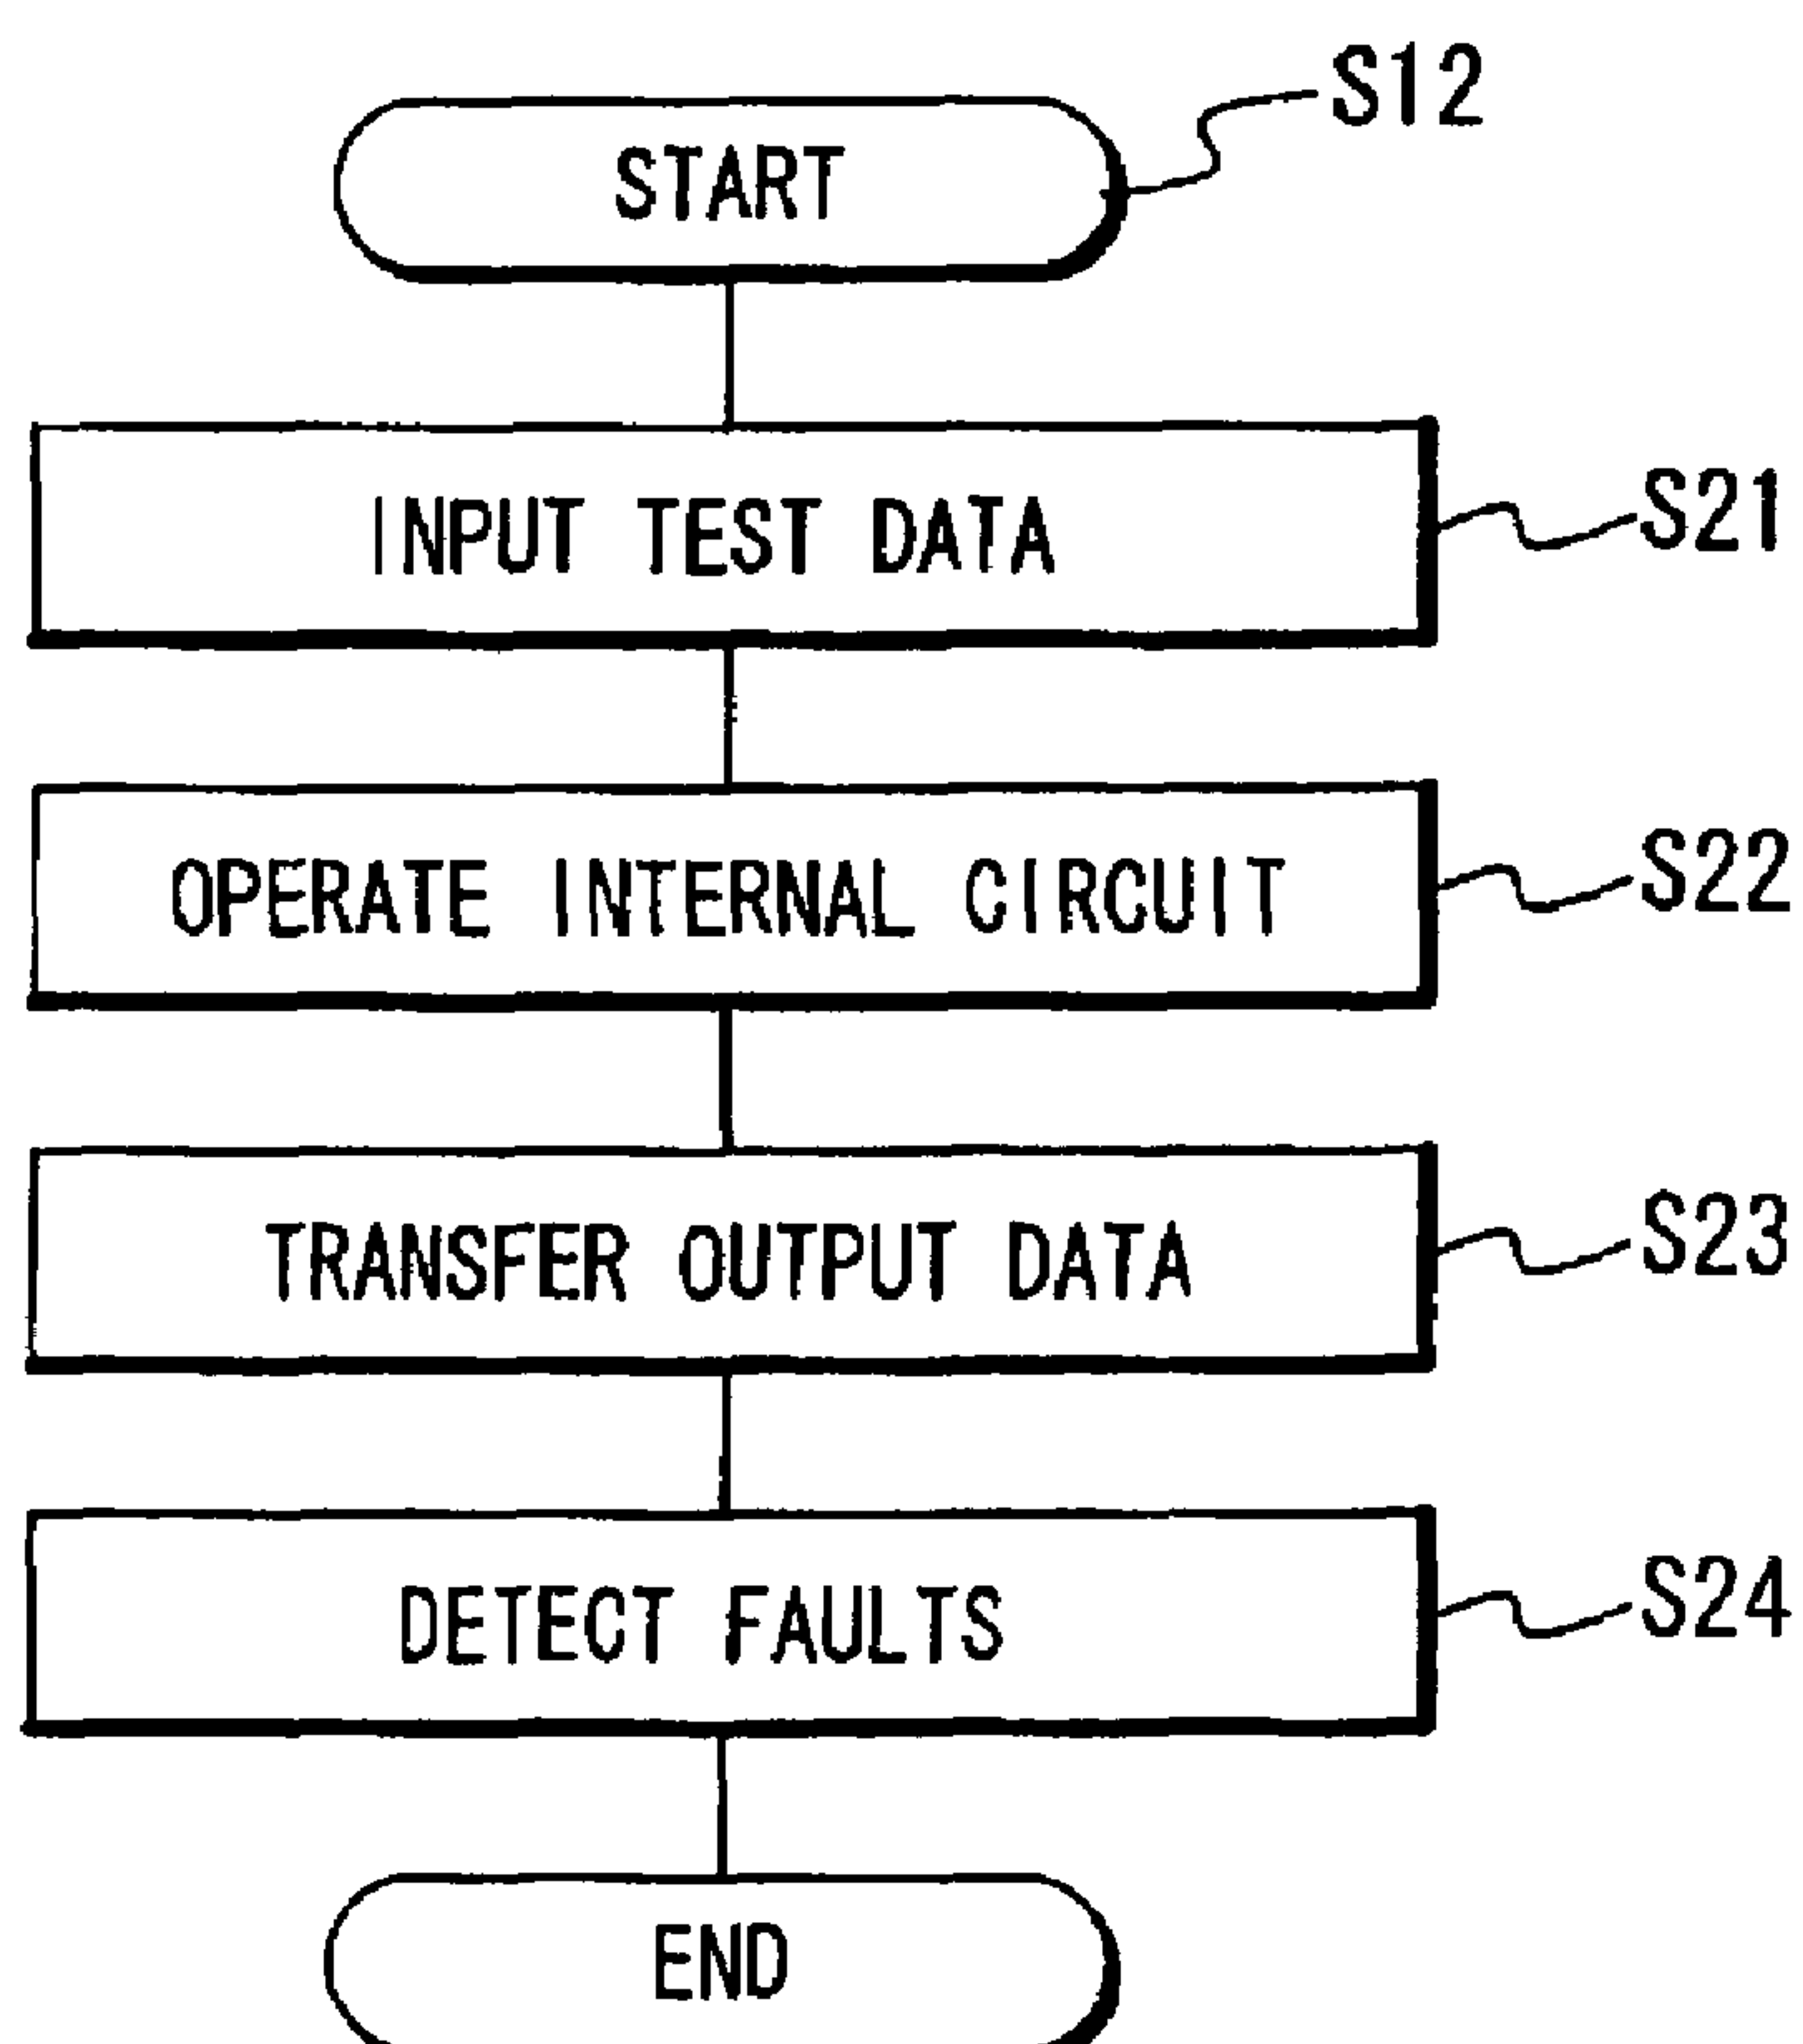 S12
START
INPUT TEST DATA
S21
OPERATE INTERNAL CIRCUIT
S22
TRANSFER OUTPUT DATA
S23
DETECT FAULTS
S24
END